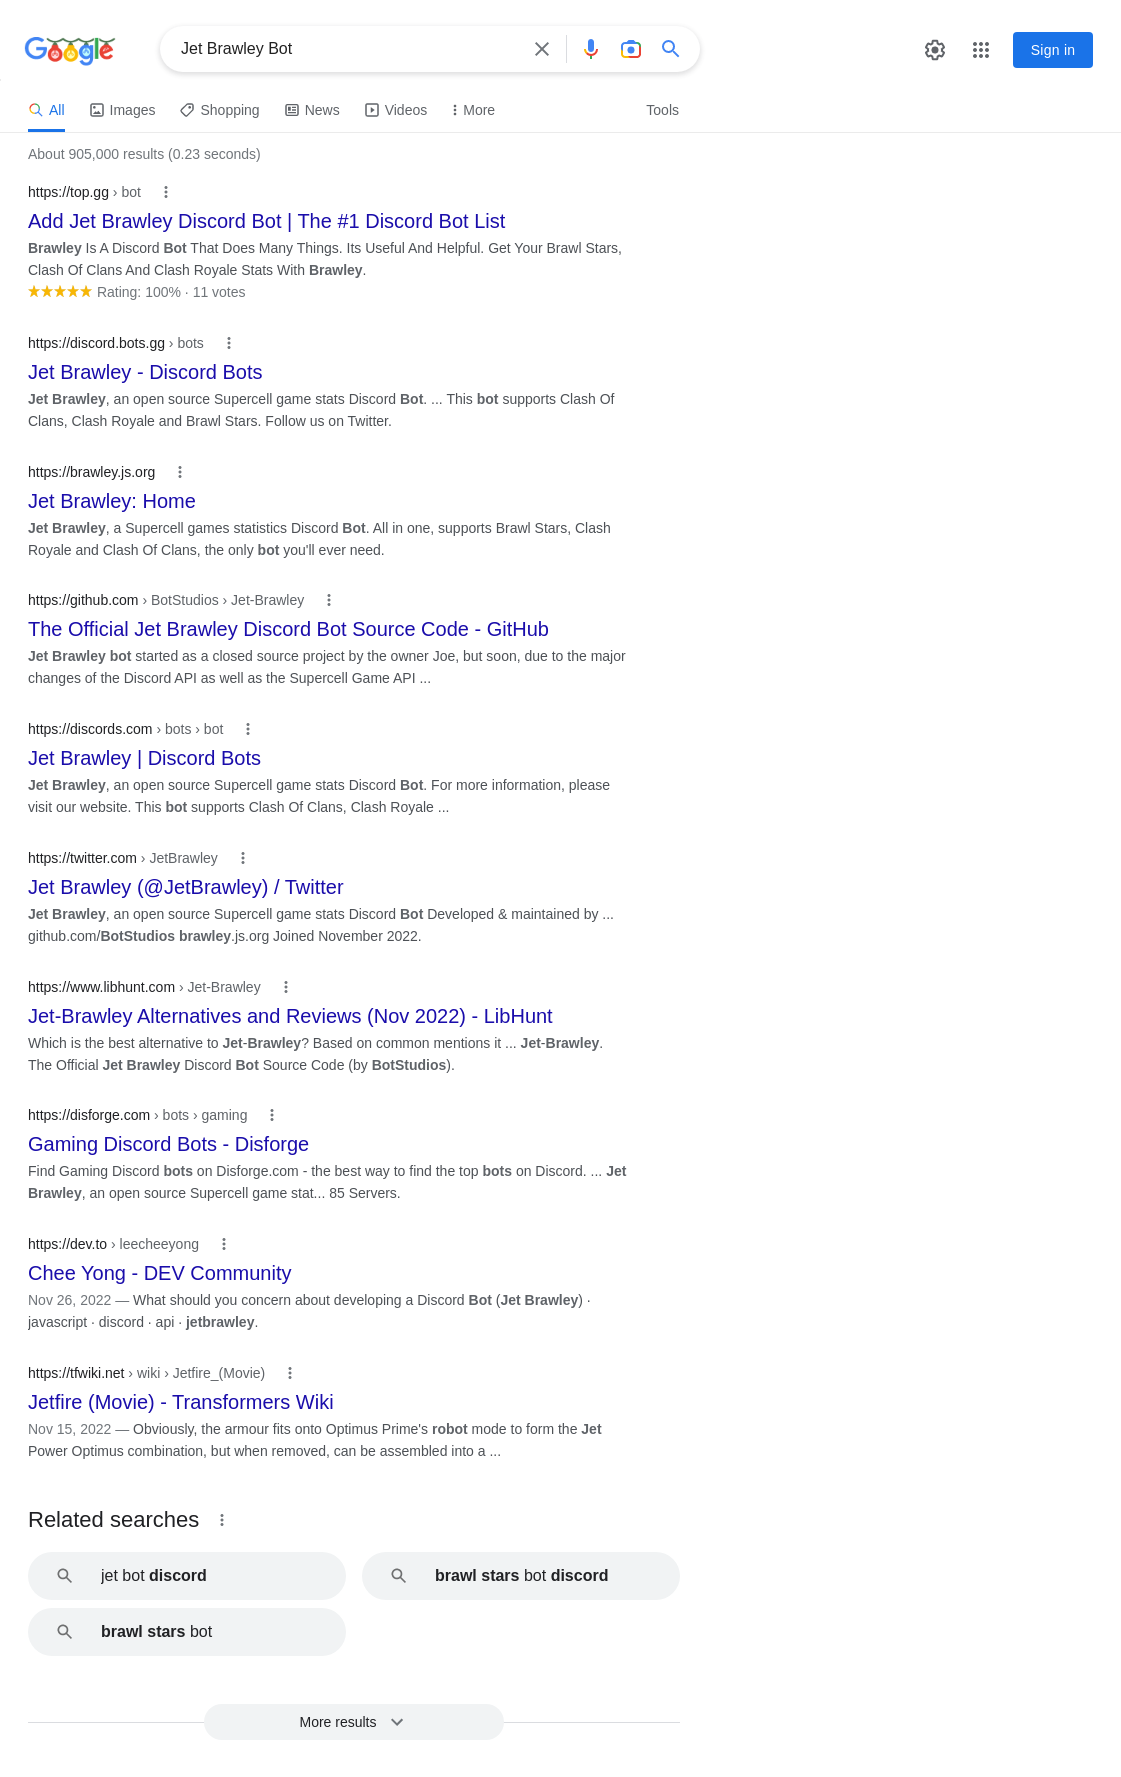 Google
Jet Brawley Bot
Sign in
All Images Shopping News Videos More Tools
About 905,000 results (0.23 seconds)
https://top.gg › bot
Add Jet Brawley Discord Bot | The #1 Discord Bot List
Brawley Is A Discord Bot That Does Many Things. Its Useful And Helpful. Get Your Brawl Stars,
Clash Of Clans And Clash Royale Stats With Brawley.
Rating: 100% · 11 votes
https://discord.bots.gg › bots
Jet Brawley - Discord Bots
Jet Brawley, an open source Supercell game stats Discord Bot. ... This bot supports Clash Of
Clans, Clash Royale and Brawl Stars. Follow us on Twitter.
https://brawley.js.org
Jet Brawley: Home
Jet Brawley, a Supercell games statistics Discord Bot. All in one, supports Brawl Stars, Clash
Royale and Clash Of Clans, the only bot you'll ever need.
https://github.com › BotStudios › Jet-Brawley
The Official Jet Brawley Discord Bot Source Code - GitHub
Jet Brawley bot started as a closed source project by the owner Joe, but soon, due to the major
changes of the Discord API as well as the Supercell Game API ...
https://discords.com › bots › bot
Jet Brawley | Discord Bots
Jet Brawley, an open source Supercell game stats Discord Bot. For more information, please
visit our website. This bot supports Clash Of Clans, Clash Royale ...
https://twitter.com › JetBrawley
Jet Brawley (@JetBrawley) / Twitter
Jet Brawley, an open source Supercell game stats Discord Bot Developed & maintained by ...
github.com/BotStudios brawley.js.org Joined November 2022.
https://www.libhunt.com › Jet-Brawley
Jet-Brawley Alternatives and Reviews (Nov 2022) - LibHunt
Which is the best alternative to Jet-Brawley? Based on common mentions it ... Jet-Brawley.
The Official Jet Brawley Discord Bot Source Code (by BotStudios).
https://disforge.com › bots › gaming
Gaming Discord Bots - Disforge
Find Gaming Discord bots on Disforge.com - the best way to find the top bots on Discord. ... Jet
Brawley, an open source Supercell game stat... 85 Servers.
https://dev.to › leecheeyong
Chee Yong - DEV Community
Nov 26, 2022 — What should you concern about developing a Discord Bot (Jet Brawley) ·
javascript · discord · api · jetbrawley.
https://tfwiki.net › wiki › Jetfire_(Movie)
Jetfire (Movie) - Transformers Wiki
Nov 15, 2022 — Obviously, the armour fits onto Optimus Prime's robot mode to form the Jet
Power Optimus combination, but when removed, can be assembled into a ...
Related searches
jet bot discord
brawl stars bot discord
brawl stars bot
More results